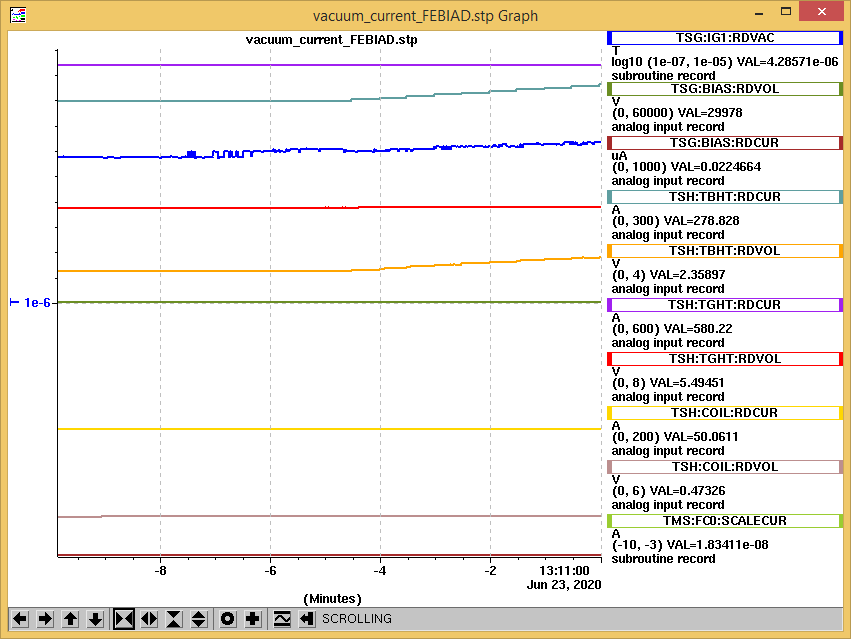 vacuum_current_FEBIAD.stp Graph
vacuum_current_FEBIAD.stp
T 1e-6
-8
-6
-4
-2
13:11:00
Jun 23, 2020
(Minutes)
TSG:IG1:RDVAC
T
log10 (1e-07, 1e-05) VAL=4.28571e-06
subroutine record
TSG:BIAS:RDVOL
V
(0, 60000) VAL=29978
analog input record
TSG:BIAS:RDCUR
uA
(0, 1000) VAL=0.0224664
analog input record
TSH:TBHT:RDCUR
A
(0, 300) VAL=278.828
analog input record
TSH:TBHT:RDVOL
V
(0, 4) VAL=2.35897
analog input record
TSH:TGHT:RDCUR
A
(0, 600) VAL=580.22
analog input record
TSH:TGHT:RDVOL
V
(0, 8) VAL=5.49451
analog input record
TSH:COIL:RDCUR
A
(0, 200) VAL=50.0611
analog input record
TSH:COIL:RDVOL
V
(0, 6) VAL=0.47326
analog input record
TMS:FC0:SCALECUR
A
(-10, -3) VAL=1.83411e-08
subroutine record
SCROLLING